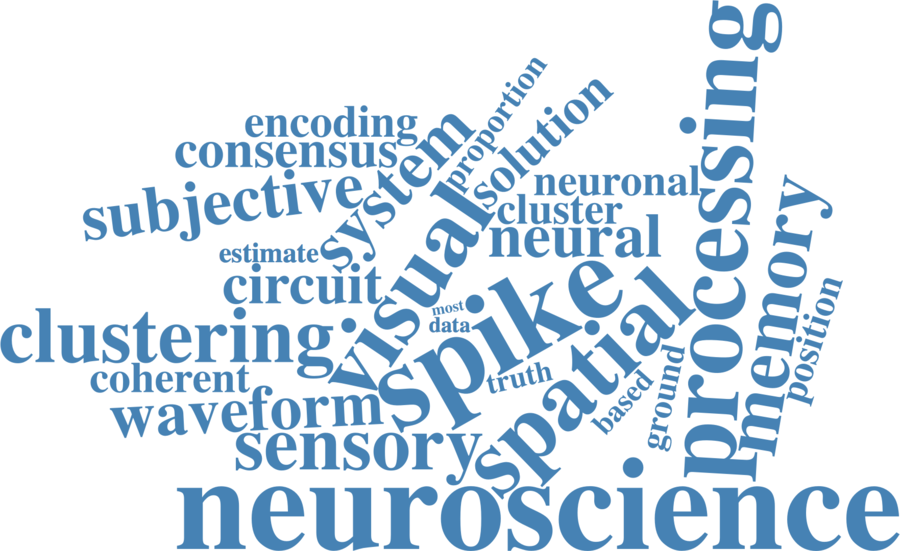 processing
proportion
solution
encoding
system
consensus
neuronal
subjective
memory
visual
cluster
neural
estimate
circuit
Spike
spatial
position
most
data
clustering
truth
coherent
based
ground
waveform
sensory
neuroscience